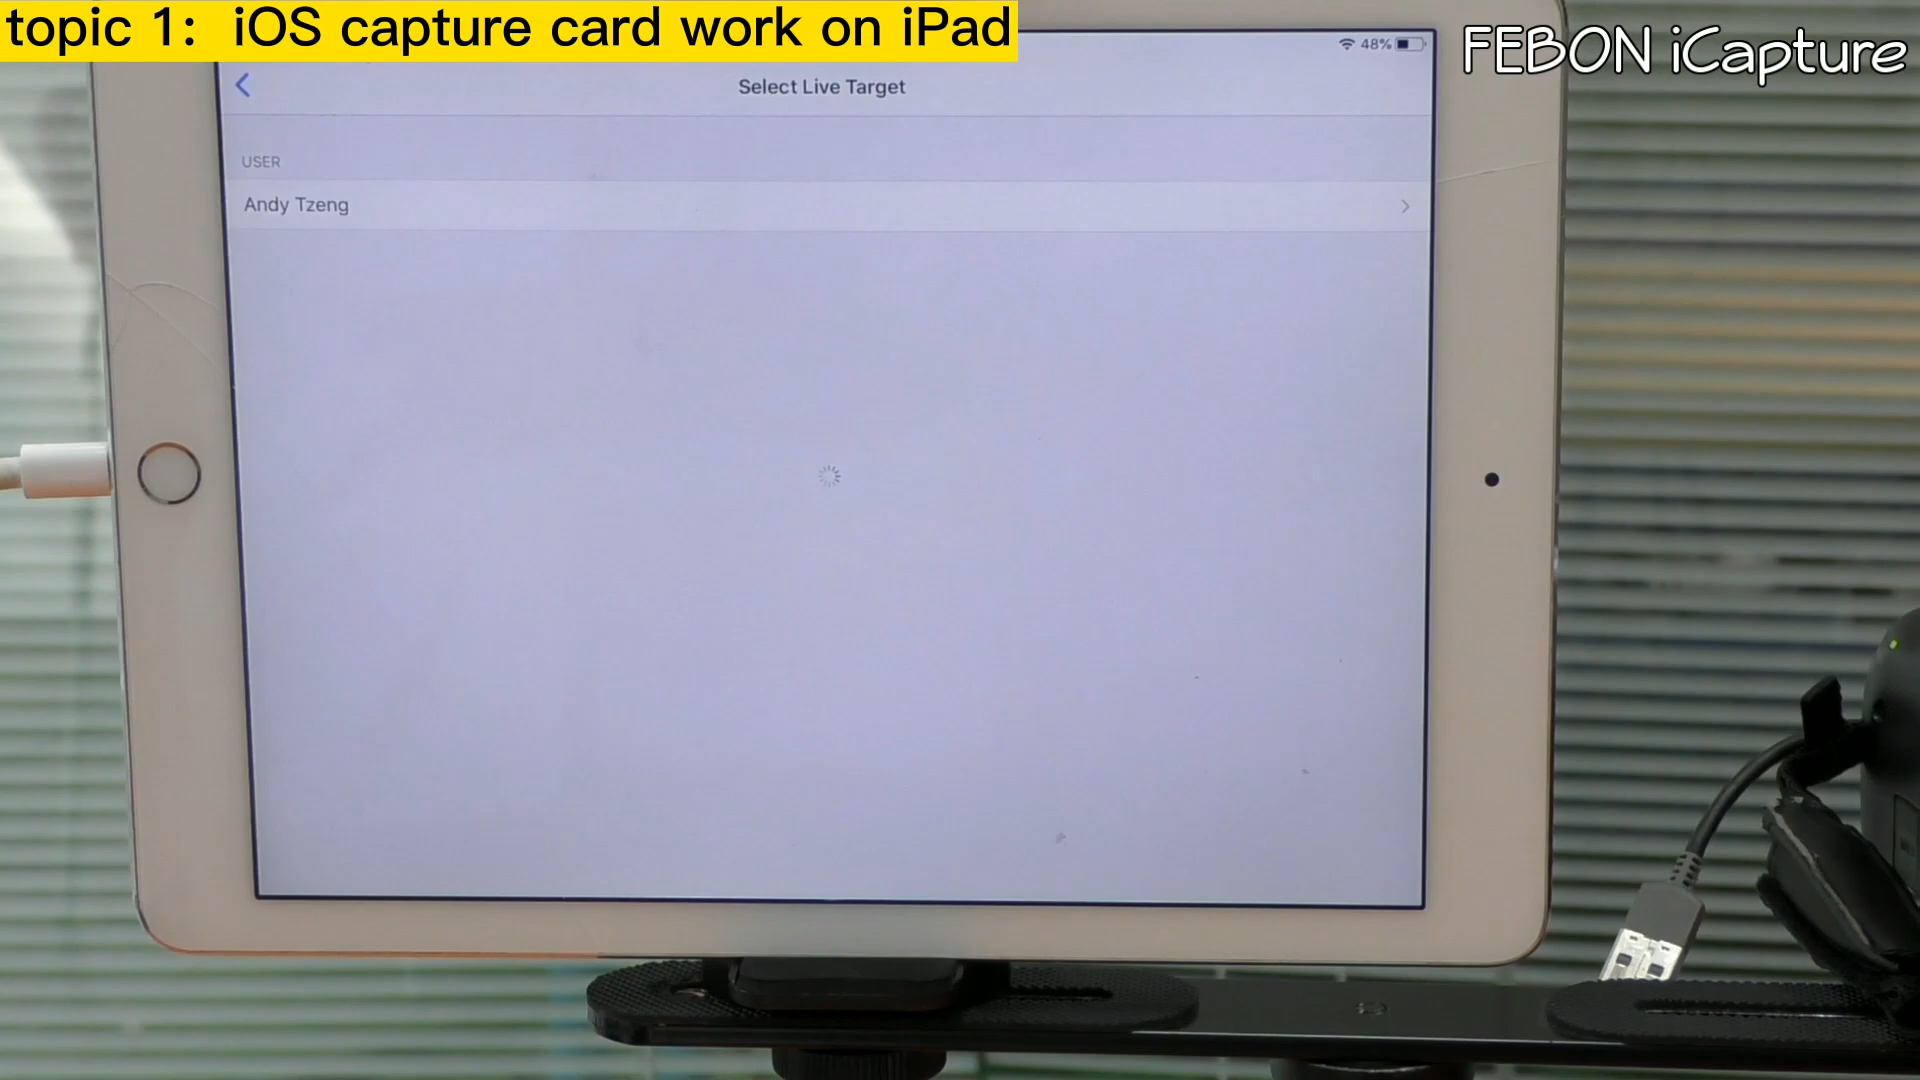 topic 1: iOS capture card work on iPad
FEBON iCapture
48%
Select Live Target
USER
Andy Tzeng